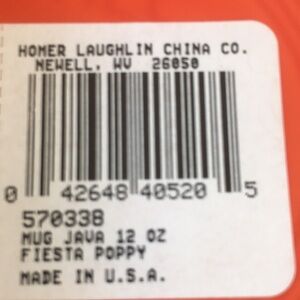 HOMER LAUGHLIN CHINA CO.
NEWELL, WV 26050
0 42648 40520 5
570338
MUG JAVA 12 OZ
FIESTA POPPY
MADE IN U.S.A.